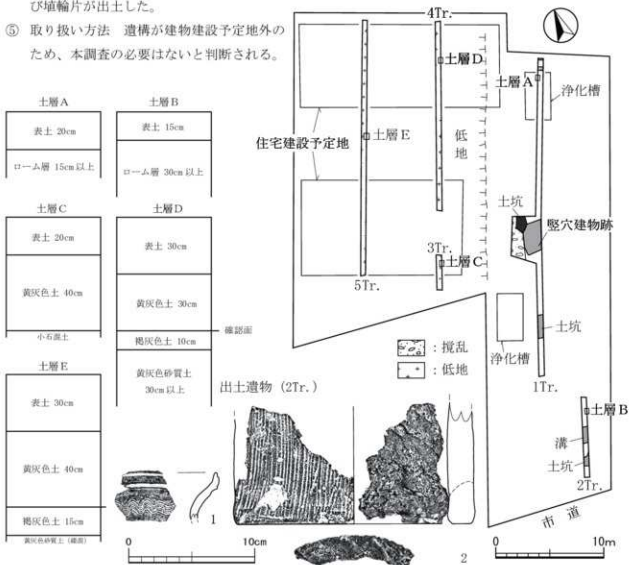 び埴輪片が出土した。
⑤ 取り扱い方法 遺構が建物建設予定地外の
ため、本調査の必要はないと判断される。
土層A
表土 20cm
ローム層 15cm以上
土層B
表土 15cm
ローム層 30cm以上
土層C
表土 20cm
黄灰色土 40cm
小石混土
土層D
表土 30cm
黄灰色土 30cm
確認面
褐灰色土 10cm
黄灰色砂質土
30cm以上
土層E
表土 30cm
黄灰色土 40cm
褐灰色土 15cm
黄灰色砂質土(確認面)
4Tr.
土層D
土層A
浄化槽
住宅建設予定地
土層E
低地
土坑
竪穴建物跡
3Tr.
土層C
5Tr.
土坑
:撹乱
:低地
浄化槽
1Tr.
土層B
溝
土坑
2Tr.
市道
出土遺物 (2Tr.)
1
2
0 10cm
0 10m